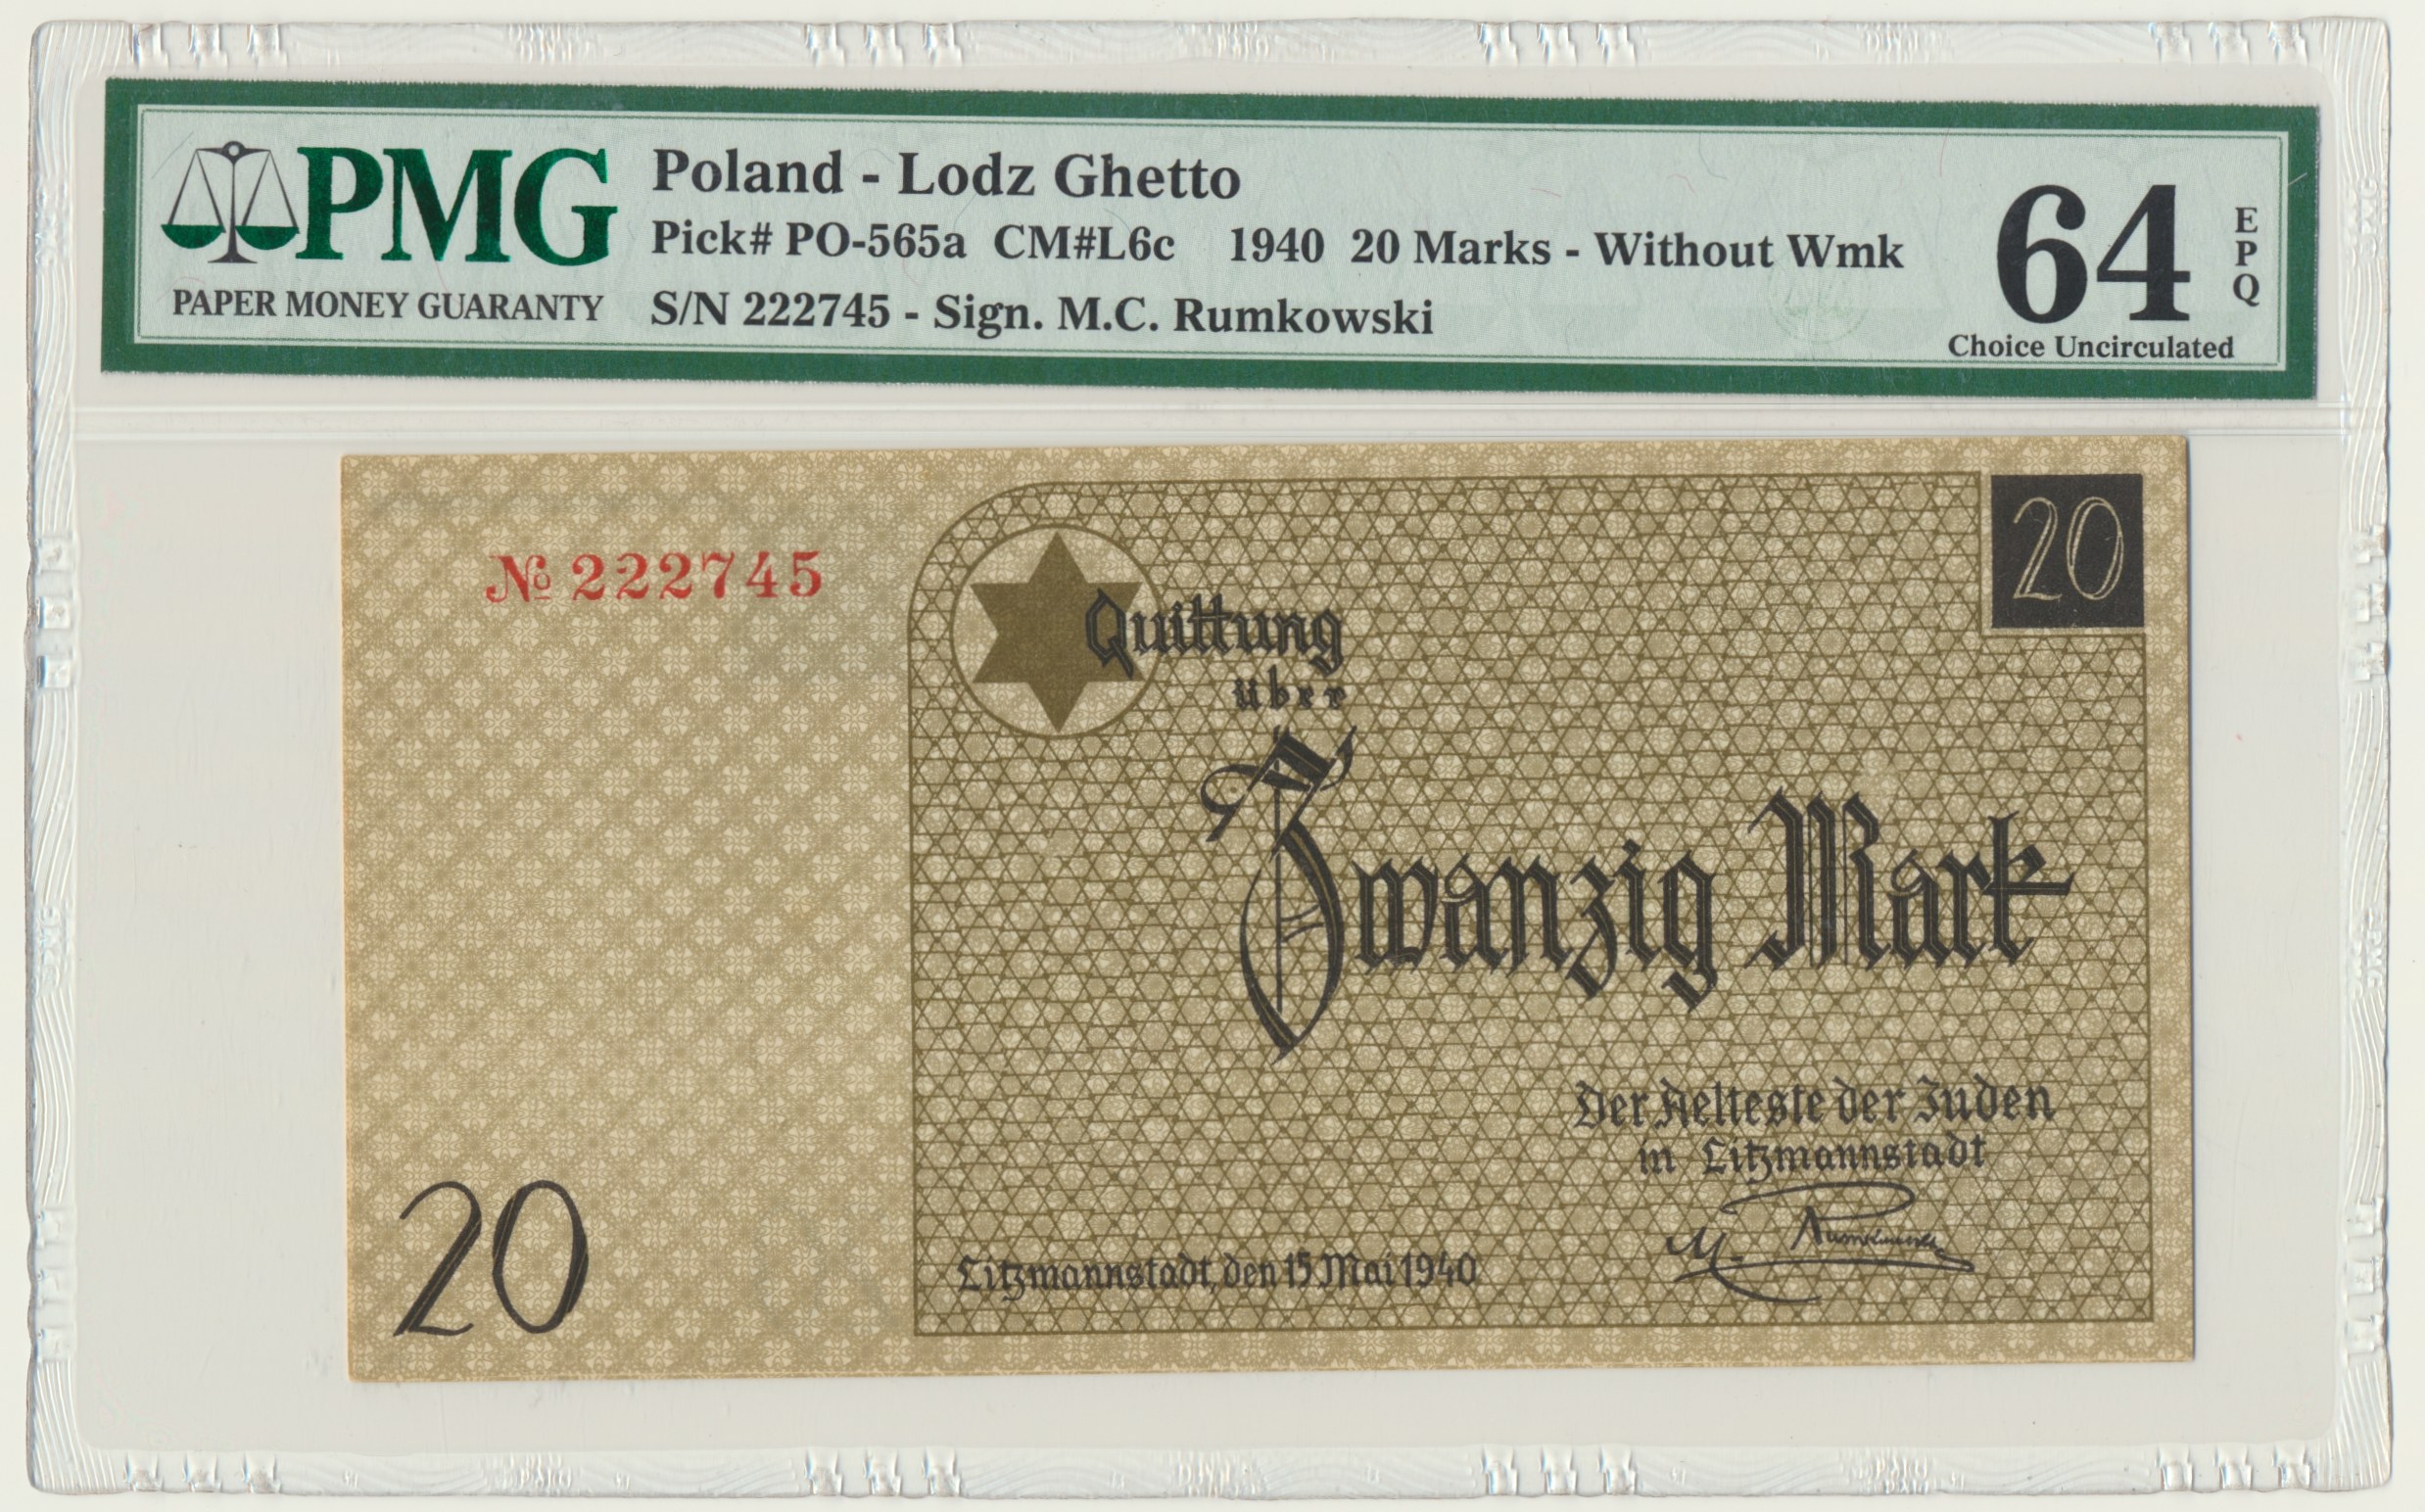 PMG
PAPER MONEY GUARANTY
Poland - Lodz Ghetto
Pick# PO-565a CM#L6c 1940 20 Marks - Without Wmk
S/N 222745 - Sign. M.C. Rumkowski
64
EPQ
Choice Uncirculated
№ 222745
20
Quittung
über
Zwanzig Mark
Der Aelteste der Juden
in Litzmannstadt
M. Rumkowski
Litzmannstadt, den 15 Mai 1940
20